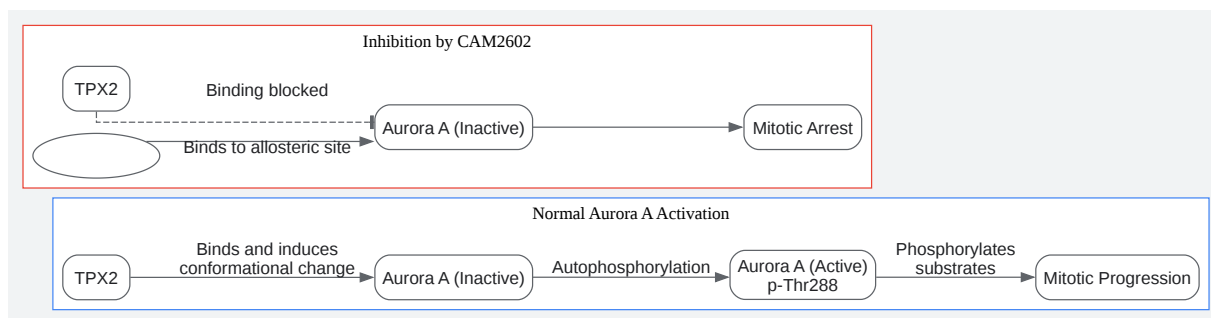 Inhibition by CAM2602
TPX2
Binding blocked
Aurora A (Inactive)
Mitotic Arrest
Binds to allosteric site
Normal Aurora A Activation
TPX2
Binds and induces
conformational change
Aurora A (Inactive)
Autophosphorylation
Aurora A (Active)
p-Thr288
Phosphorylates
substrates
Mitotic Progression